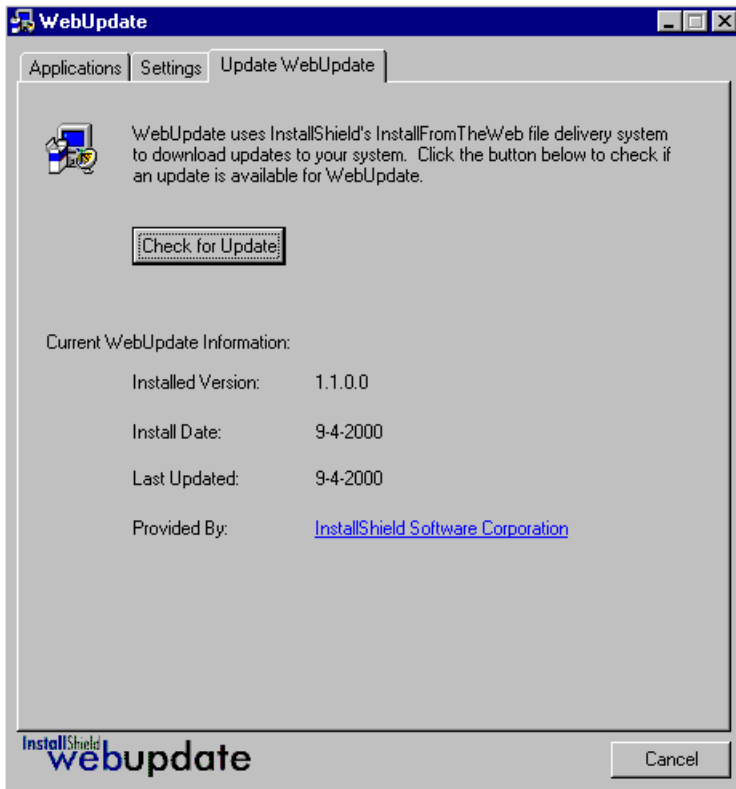 WebUpdate
Applications Settings Update WebUpdate
WebUpdate uses InstallShield's InstallFromTheWeb file delivery system
to download updates to your system. Click the button below to check if
an update is available for WebUpdate.
Check for Update
Current WebUpdate Information:
Installed Version: 1.1.0.0
Install Date: 9-4-2000
Last Updated: 9-4-2000
Provided By: InstallShield Software Corporation
InstallShield
webupdate
Cancel